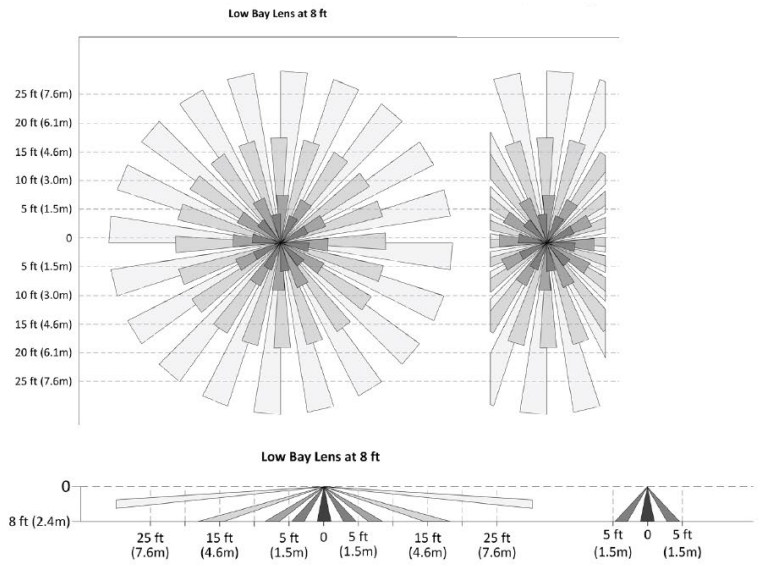 Low Bay Lens at 8 ft
25 ft (7.6m)
20 ft (6.1m)
15 ft (4.6m)
10 ft (3.0m)
5 ft (1.5m)
0
5 ft (1.5m)
10 ft (3.0m)
15 ft (4.6m)
20 ft (6.1m)
25 ft (7.6m)
Low Bay Lens at 8 ft
0
8 ft (2.4m)
25 ft 15 ft 5 ft 0 5 ft 15 ft 25 ft 5 ft 0 5 ft
(7.6m) (4.6m) (1.5m) (1.5m) (4.6m) (7.6m) (1.5m) (1.5m)